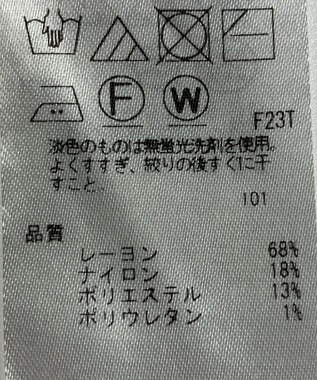 F W
F23T
淡色のものは無蛍光洗剤を使用。
よくすすぎ、絞りの後すぐに干
すこと。
101
品質
レーヨン 68%
ナイロン 18%
ポリエステル 13%
ポリウレタン 1%